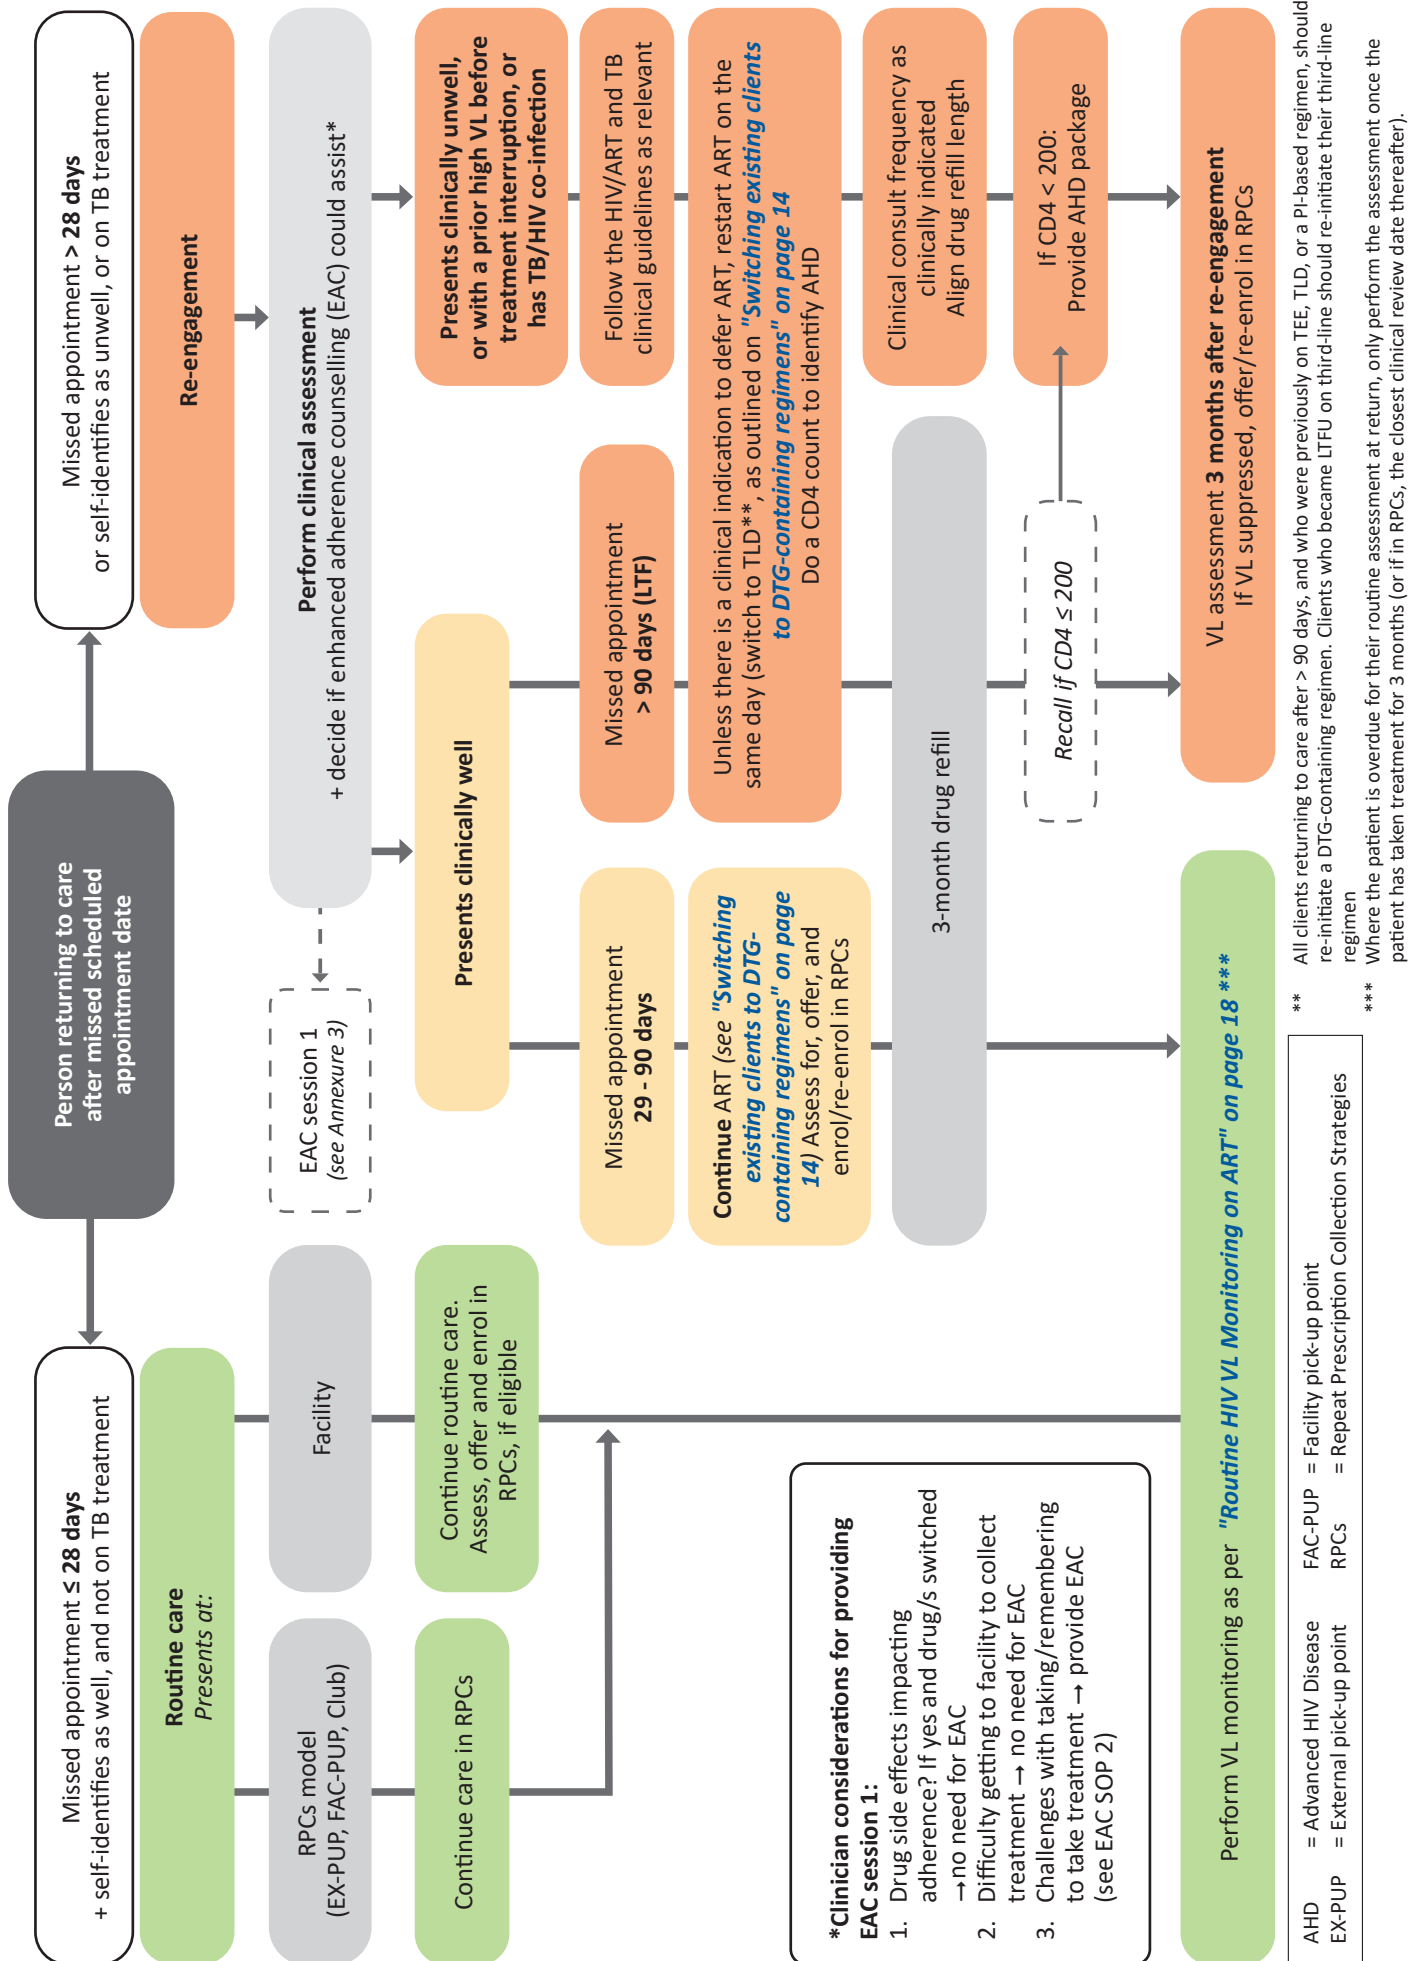 Person returning to care
after missed scheduled
appointment date
Missed appointment ≤ 28 days
+ self-identifies as well, and not on TB treatment
Routine care
Presents at:
RPCs model
(EX-PUP, FAC-PUP, Club)
Facility
Continue care in RPCs
Continue routine care.
Assess, offer and enrol in
RPCs, if eligible
Missed appointment > 28 days
or self-identifies as unwell, or on TB treatment
Re-engagement
Perform clinical assessment
+ decide if enhanced adherence counselling (EAC) could assist*
EAC session 1
(see Annexure 3)
Presents clinically well
Presents clinically unwell,
or with a prior high VL before
treatment interruption, or
has TB/HIV co-infection
Missed appointment
29 - 90 days
Missed appointment
> 90 days (LTF)
Follow the HIV/ART and TB
clinical guidelines as relevant
Continue ART (see "Switching
existing clients to DTG-
containing regimens" on page
14) Assess for, offer, and
enrol/re-enrol in RPCs
Unless there is a clinical indication to defer ART, restart ART on the
same day (switch to TLD**, as outlined on "Switching existing clients
to DTG-containing regimens" on page 14
Do a CD4 count to identify AHD
3-month drug refill
Clinical consult frequency as
clinically indicated
Align drug refill length
Recall if CD4 ≤ 200
If CD4 < 200:
Provide AHD package
*Clinician considerations for providing
EAC session 1:
1. Drug side effects impacting
adherence? If yes and drug/s switched
→no need for EAC
2. Difficulty getting to facility to collect
treatment → no need for EAC
3. Challenges with taking/remembering
to take treatment → provide EAC
(see EAC SOP 2)
Perform VL monitoring as per "Routine HIV VL Monitoring on ART" on page 18 ***
VL assessment 3 months after re-engagement
If VL suppressed, offer/re-enrol in RPCs
AHD = Advanced HIV Disease FAC-PUP = Facility pick-up point
EX-PUP = External pick-up point RPCs = Repeat Prescription Collection Strategies
** All clients returning to care after > 90 days, and who were previously on TEE, TLD, or a PI-based regimen, should
re-initiate a DTG-containing regimen. Clients who became LTFU on third-line should re-initiate their third-line
regimen
*** Where the patient is overdue for their routine assessment at return, only perform the assessment once the
patient has taken treatment for 3 months (or if in RPCs, the closest clinical review date thereafter).